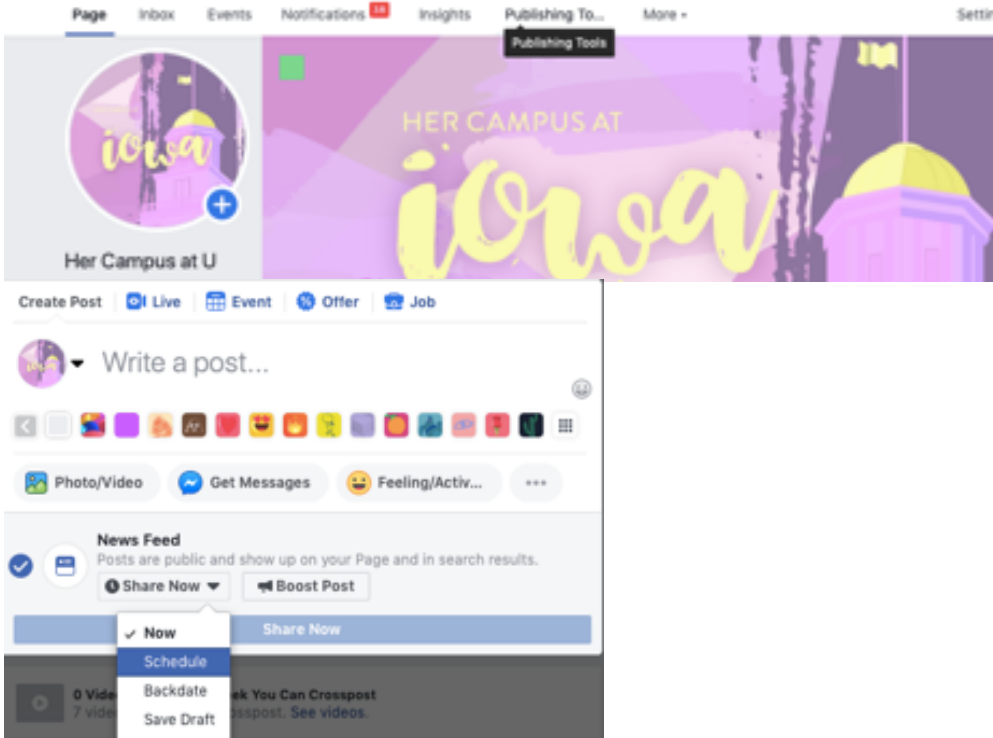 Page Inbox Events Notifications 18 Insights Publishing To... More
Publishing Tools
HER CAMPUS AT
iowa
iowa
Her Campus at U
Create Post Live Event Offer Job
Write a post...
Photo/Video Get Messages Feeling/Activ...
News Feed
Posts are public and show up on your Page and in search results.
Share Now Boost Post
Share Now
Now
Schedule
Backdate
Save Draft
0 Vide
ek You Can Crosspost
7 vide
osspost. See videos.